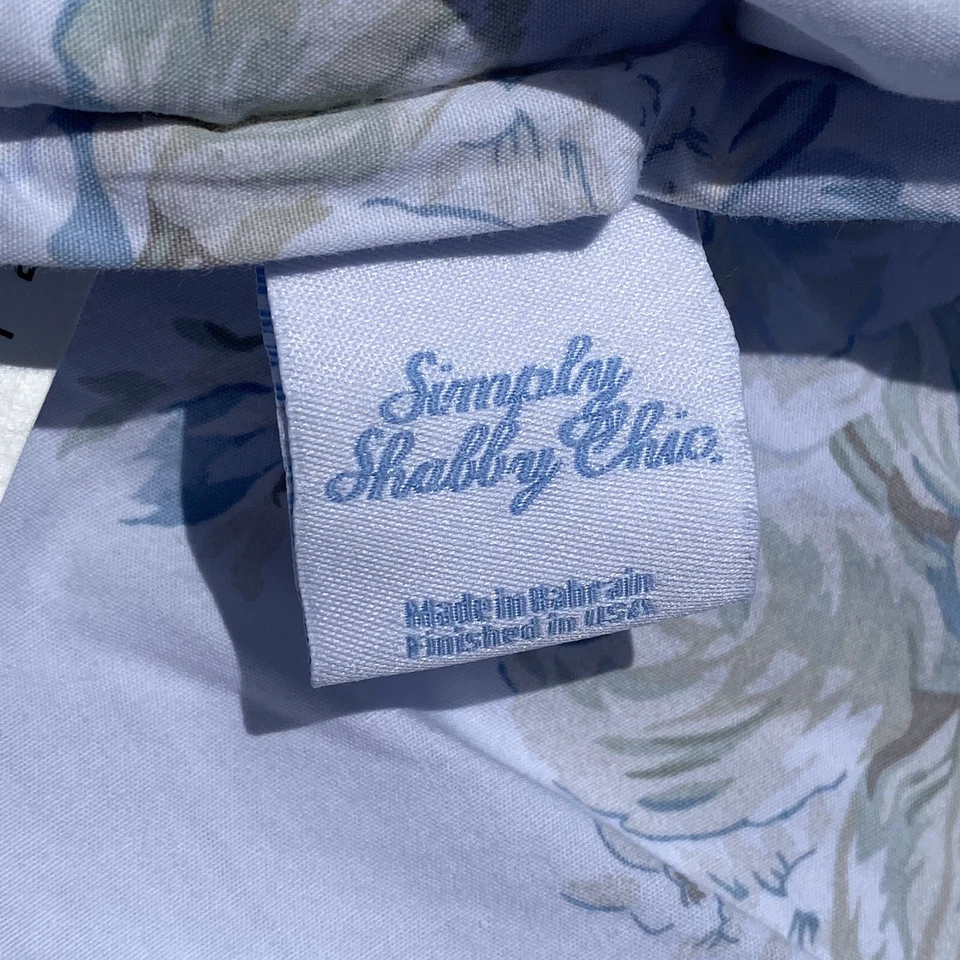 Simply
Shabby Chic.
Made in Bahrain
Finished in USA